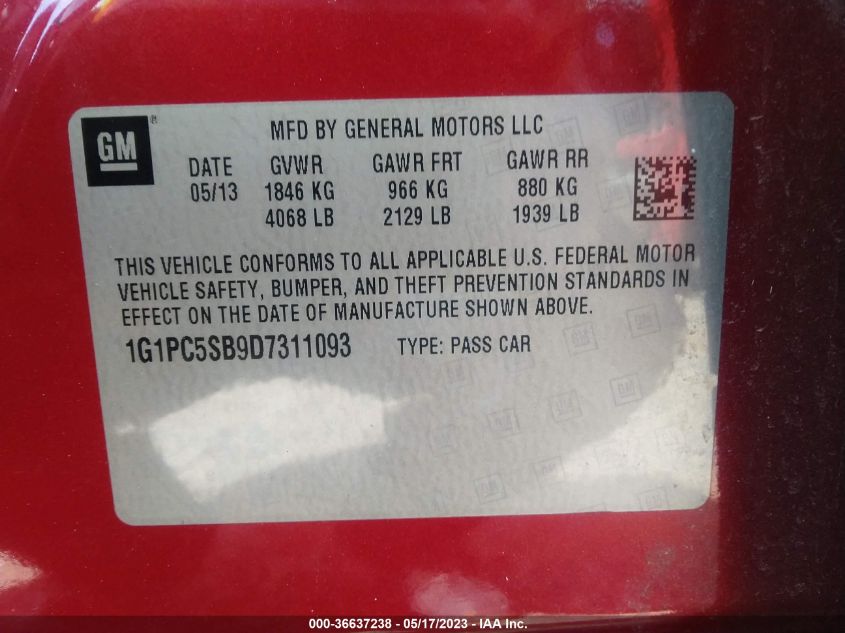 GM
®
MFD BY GENERAL MOTORS LLC
DATE GVWR GAWR FRT GAWR RR
05/13 1846 KG 966 KG 880 KG
4068 LB 2129 LB 1939 LB
THIS VEHICLE CONFORMS TO ALL APPLICABLE U.S. FEDERAL MOTOR
VEHICLE SAFETY, BUMPER, AND THEFT PREVENTION STANDARDS IN
EFFECT ON THE DATE OF MANUFACTURE SHOWN ABOVE.
1G1PC5SB9D7311093 TYPE: PASS CAR
000-36637238 - 05/17/2023 - IAA Inc.